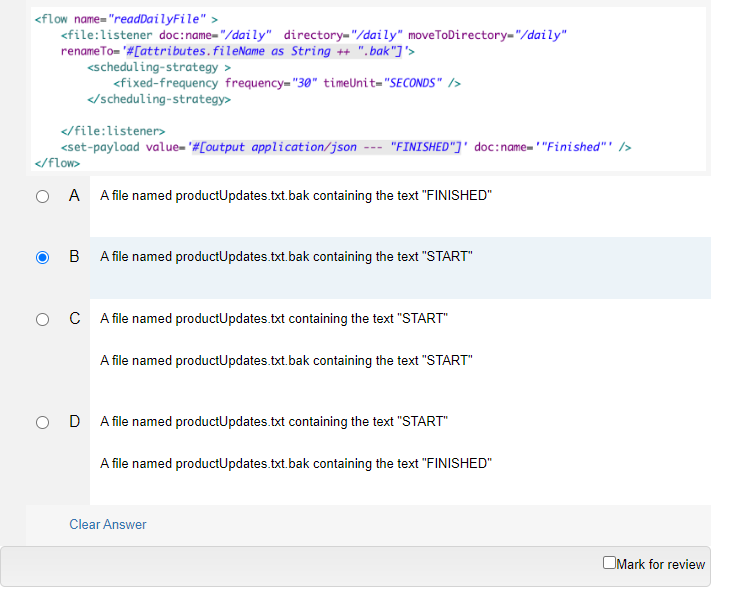 <flow name="readDailyFile" >
<file:listener doc:name="/daily" directory="/daily" moveToDirectory="/daily"
renameTo='#[attributes.fileName as String ++ ".bak"]'>
<scheduling-strategy >
<fixed-frequency frequency="30" timeUnit="SECONDS" />
</scheduling-strategy>
</file:listener>
<set-payload value='#[output application/json --- "FINISHED"]' doc:name='"Finished"' />
</flow>
A A file named productUpdates.txt.bak containing the text "FINISHED"
B A file named productUpdates.txt.bak containing the text "START"
C A file named productUpdates.txt containing the text "START"
A file named productUpdates.txt.bak containing the text "START"
D A file named productUpdates.txt containing the text "START"
A file named productUpdates.txt.bak containing the text "FINISHED"
Clear Answer
Mark for review